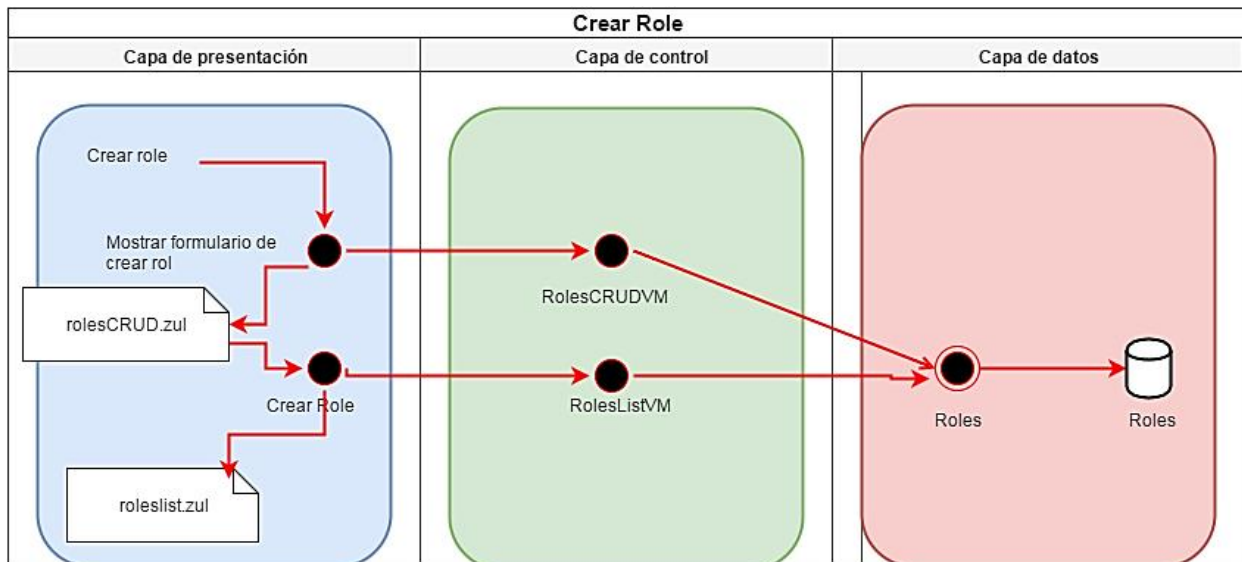 Crear Role
Capa de presentación
Capa de control
Capa de datos
Crear role
Mostrar formulario de
crear rol
rolesCRUD.zul
RolesCRUDVM
Crear Role
RolesListVM
Roles
Roles
roleslist.zul